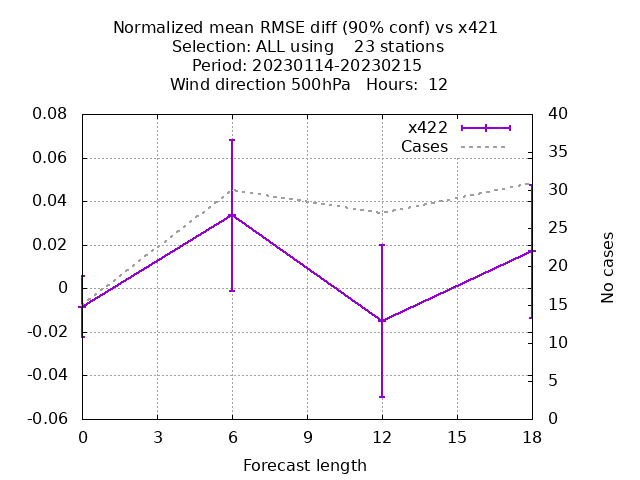 Normalized mean RMSE diff (90% conf) vs x421
Selection: ALL using    23 stations
Period: 20230114-20230215
Wind direction 500hPa   Hours:  12
0.08
0.06
0.04
0.02
0
-0.02
-0.04
-0.06
x422
Cases
40
35
30
25
20
15
10
5
0
No cases
0 3 6 9 12 15 18
Forecast length